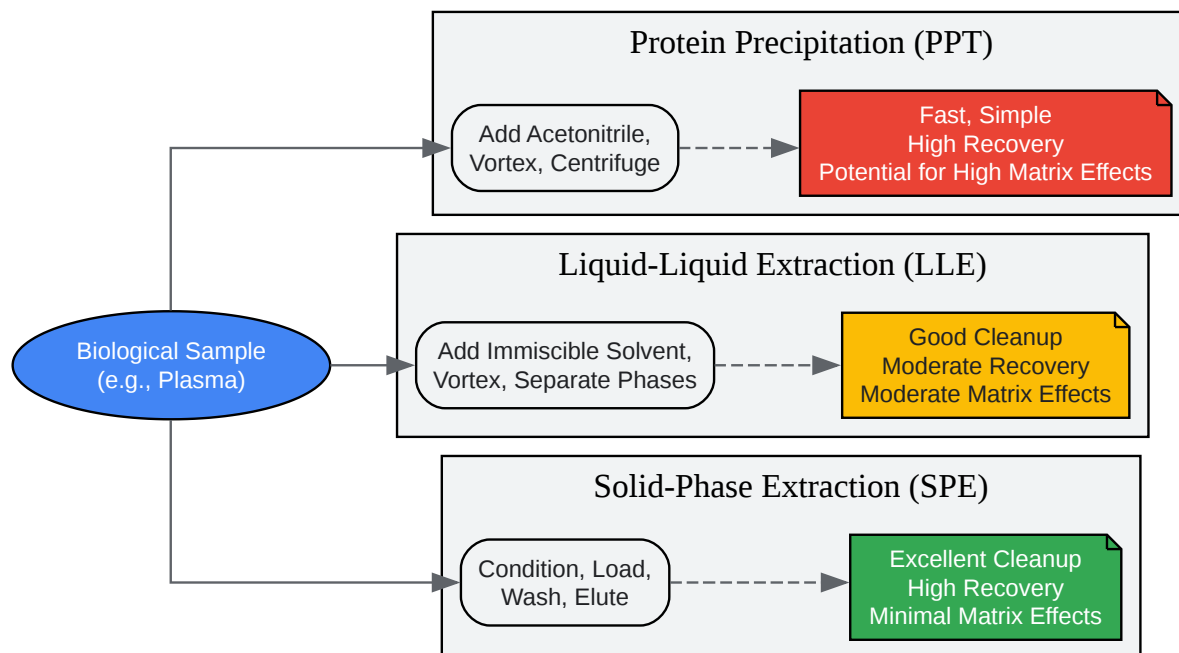 Protein Precipitation (PPT)
Add Acetonitrile,
Vortex, Centrifuge
Fast, Simple
High Recovery
Potential for High Matrix Effects
Liquid-Liquid Extraction (LLE)
Biological Sample
(e.g., Plasma)
Add Immiscible Solvent,
Vortex, Separate Phases
Good Cleanup
Moderate Recovery
Moderate Matrix Effects
Solid-Phase Extraction (SPE)
Condition, Load,
Wash, Elute
Excellent Cleanup
High Recovery
Minimal Matrix Effects